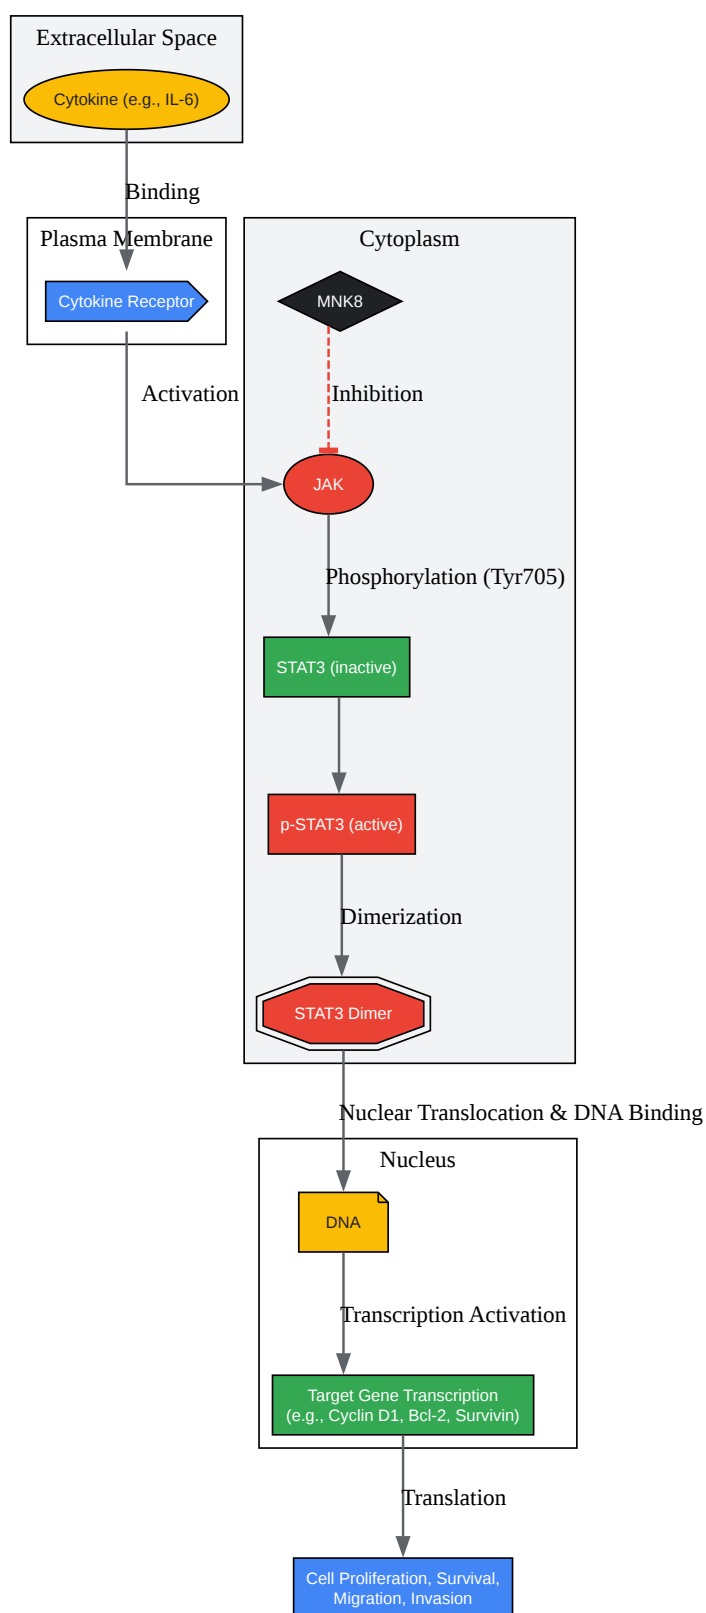 Extracellular Space
Cytokine (e.g., IL-6)
Binding
Plasma Membrane
Cytokine Receptor
Activation
Cytoplasm
MNK8
Inhibition
JAK
Phosphorylation (Tyr705)
STAT3 (inactive)
p-STAT3 (active)
Dimerization
STAT3 Dimer
Nuclear Translocation & DNA Binding
Nucleus
DNA
Transcription Activation
Target Gene Transcription
(e.g., Cyclin D1, Bcl-2, Survivin)
Translation
Cell Proliferation, Survival,
Migration, Invasion